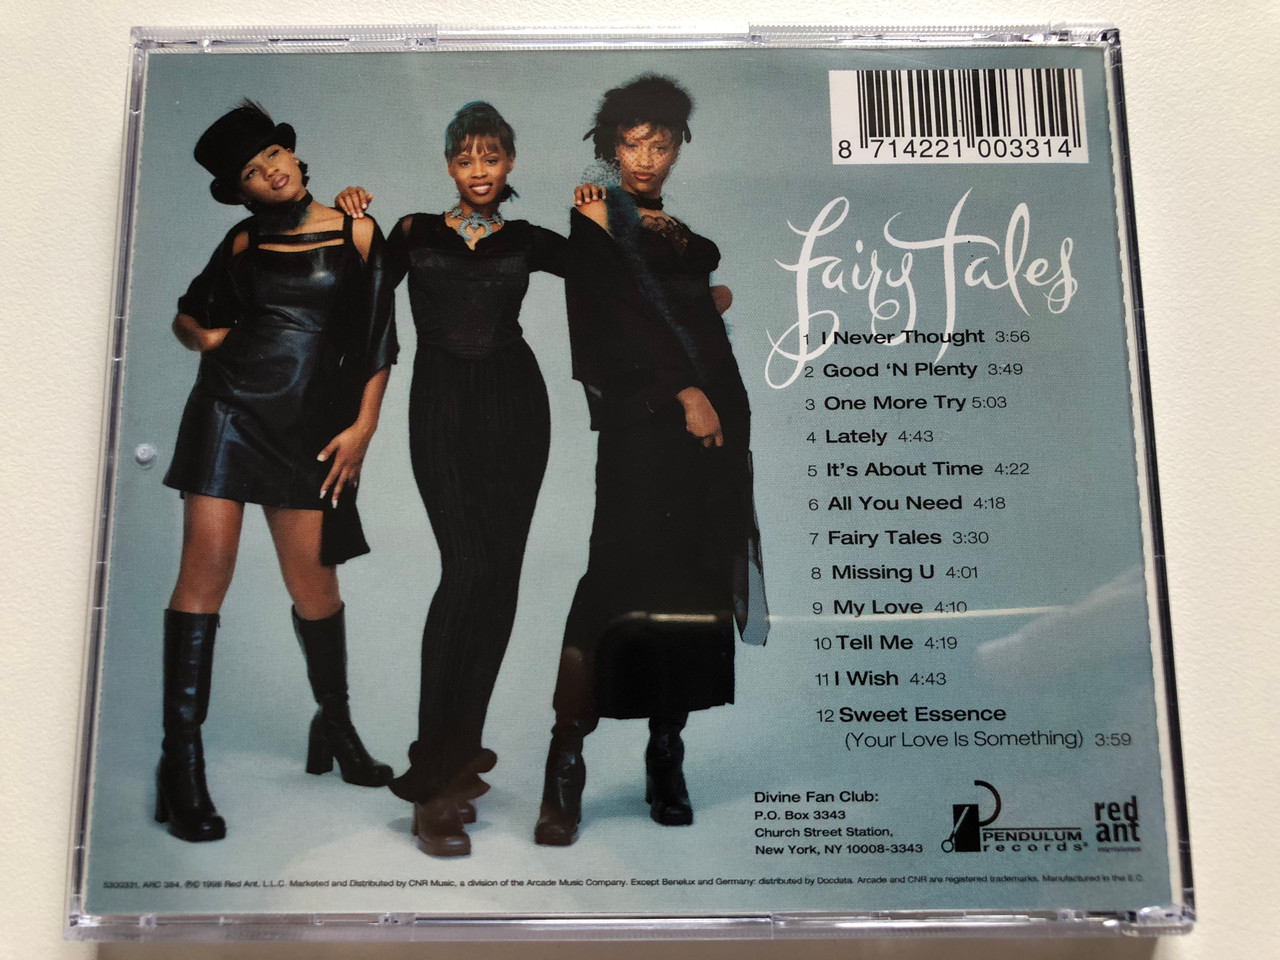 8 714221 003314
Fairy Tales
1 I Never Thought 3:56
2 Good 'N Plenty 3:49
3 One More Try 5:03
4 Lately 4:43
5 It's About Time 4:22
6 All You Need 4:18
7 Fairy Tales 3:30
8 Missing U 4:01
9 My Love 4:10
10 Tell Me 4:19
11 I Wish 4:43
12 Sweet Essence
(Your Love Is Something) 3:59
Divine Fan Club:
P.O. Box 3343
Church Street Station,
New York, NY 10008-3343
PENDULUM
records
red
ant
entertainment
5300331, ARC 384, ℗© 1998 Red Ant, L.L.C. Marketed and Distributed by CNR Music, a division of the Arcade Music Company. Except Benelux and Germany: distributed by Docdata. Arcade and CNR are registered trademarks. Manufactured in the E.C.